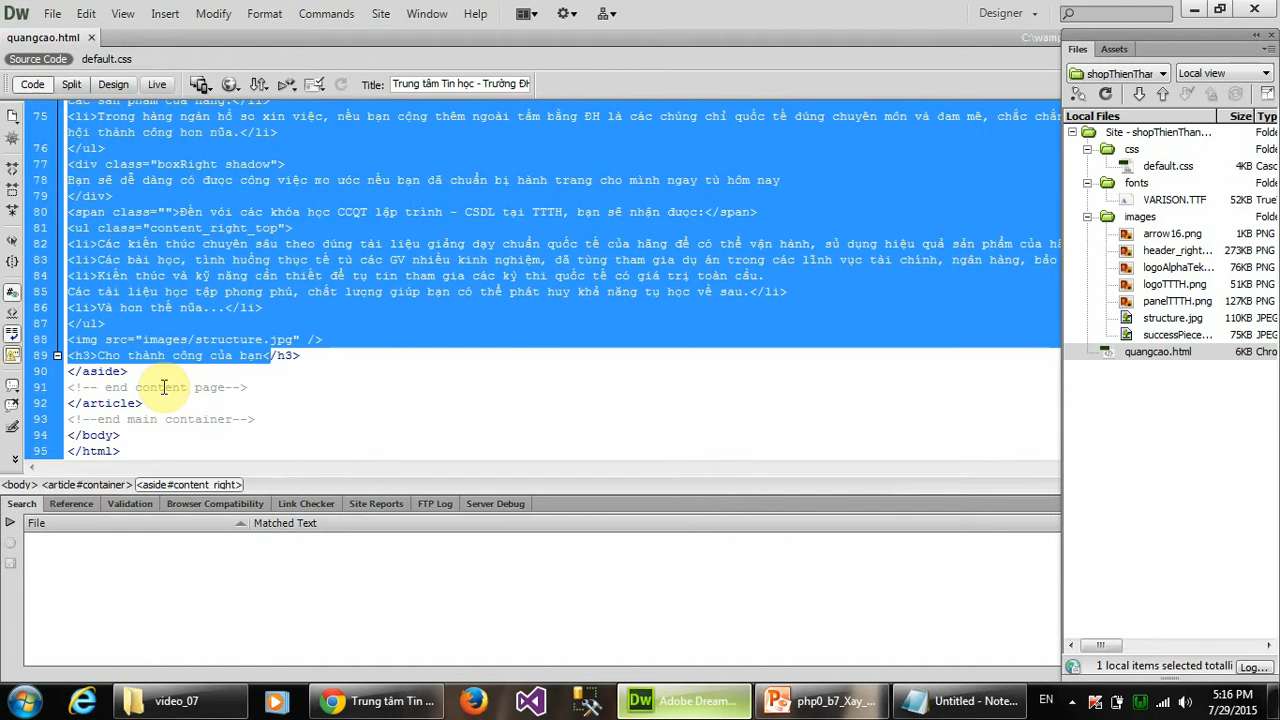 Dw File Edit View Insert Modify Format Commands Site Window Help Designer
quangcao.html × C:\wamp
Source Code default.css
Code Split Design Live Title: Trung tâm Tin học - Trường ĐH
Các sản phẩm của hãng.</li>
75 <li>Trong hàng ngàn hồ sơ xin việc, nếu bạn cộng thêm ngoài tấm bằng ĐH là các chứng chỉ quốc tế đúng chuyên môn và đam mê, chắc chắn
hội thành công hơn nữa.</li>
76 </ul>
77 <div class="boxRight shadow">
78 Bạn sẽ dễ dàng có được công việc mơ ước nếu bạn đã chuẩn bị hành trang cho mình ngay từ hôm nay
79 </div>
80 <span class="">Đến với các khóa học CCQT lập trình - CSDL tại TTTH, bạn sẽ nhận được:</span>
81 <ul class="content_right_top">
82 <li>Các kiến thức chuyên sâu theo đúng tài liệu giảng dạy chuẩn quốc tế của hãng để có thể vận hành, sử dụng hiệu quả sản phẩm của
83 <li>Các bài học, tình huống thực tế từ các GV nhiều kinh nghiệm, đã từng tham gia dự án trong các lĩnh vực tài chính, ngân hàng, bảo
84 <li>Kiến thức và kỹ năng cần thiết để tự tin tham gia các kỳ thi quốc tế có giá trị toàn cầu.
85 Các tài liệu học tập phong phú, chất lượng giúp bạn có thể phát huy khả năng tự học về sau.</li>
86 <li>Và hơn thế nữa...</li>
87 </ul>
88 <img src="images/structure.jpg" />
89 <h3>Cho thành công của bạn</h3>
90 </aside>
91 <!-- end content page-->
92 </article>
93 <!--end main container-->
94 </body>
95 </html>
<body> <article#container> <aside#content_right>
Search Reference Validation Browser Compatibility Link Checker Site Reports FTP Log Server Debug
File Matched Text
Files Assets
shopThienThar Local view
Local Files Size Typ
Site - shopThienThan... Folde
css Folde
default.css 4KB Casc
fonts Folde
VARISON.TTF 52KB True
images Folde
arrow16.png 1KB PNG
header_right... 273KB PNG
logoAlphaTek... 67KB PNG
logoTTTH.png 51KB PNG
panelTTTH.png 136KB PNG
structure.jpg 110KB JPEG
successPiece... 75KB JPEG
quangcao.html 6KB Chro
1 local items selected totalli Log...
video_07 Trung tâm Tin ... Dw Adobe Dream... php0_b7_Xay_... Untitled - Note... EN 5:16 PM
7/29/2015